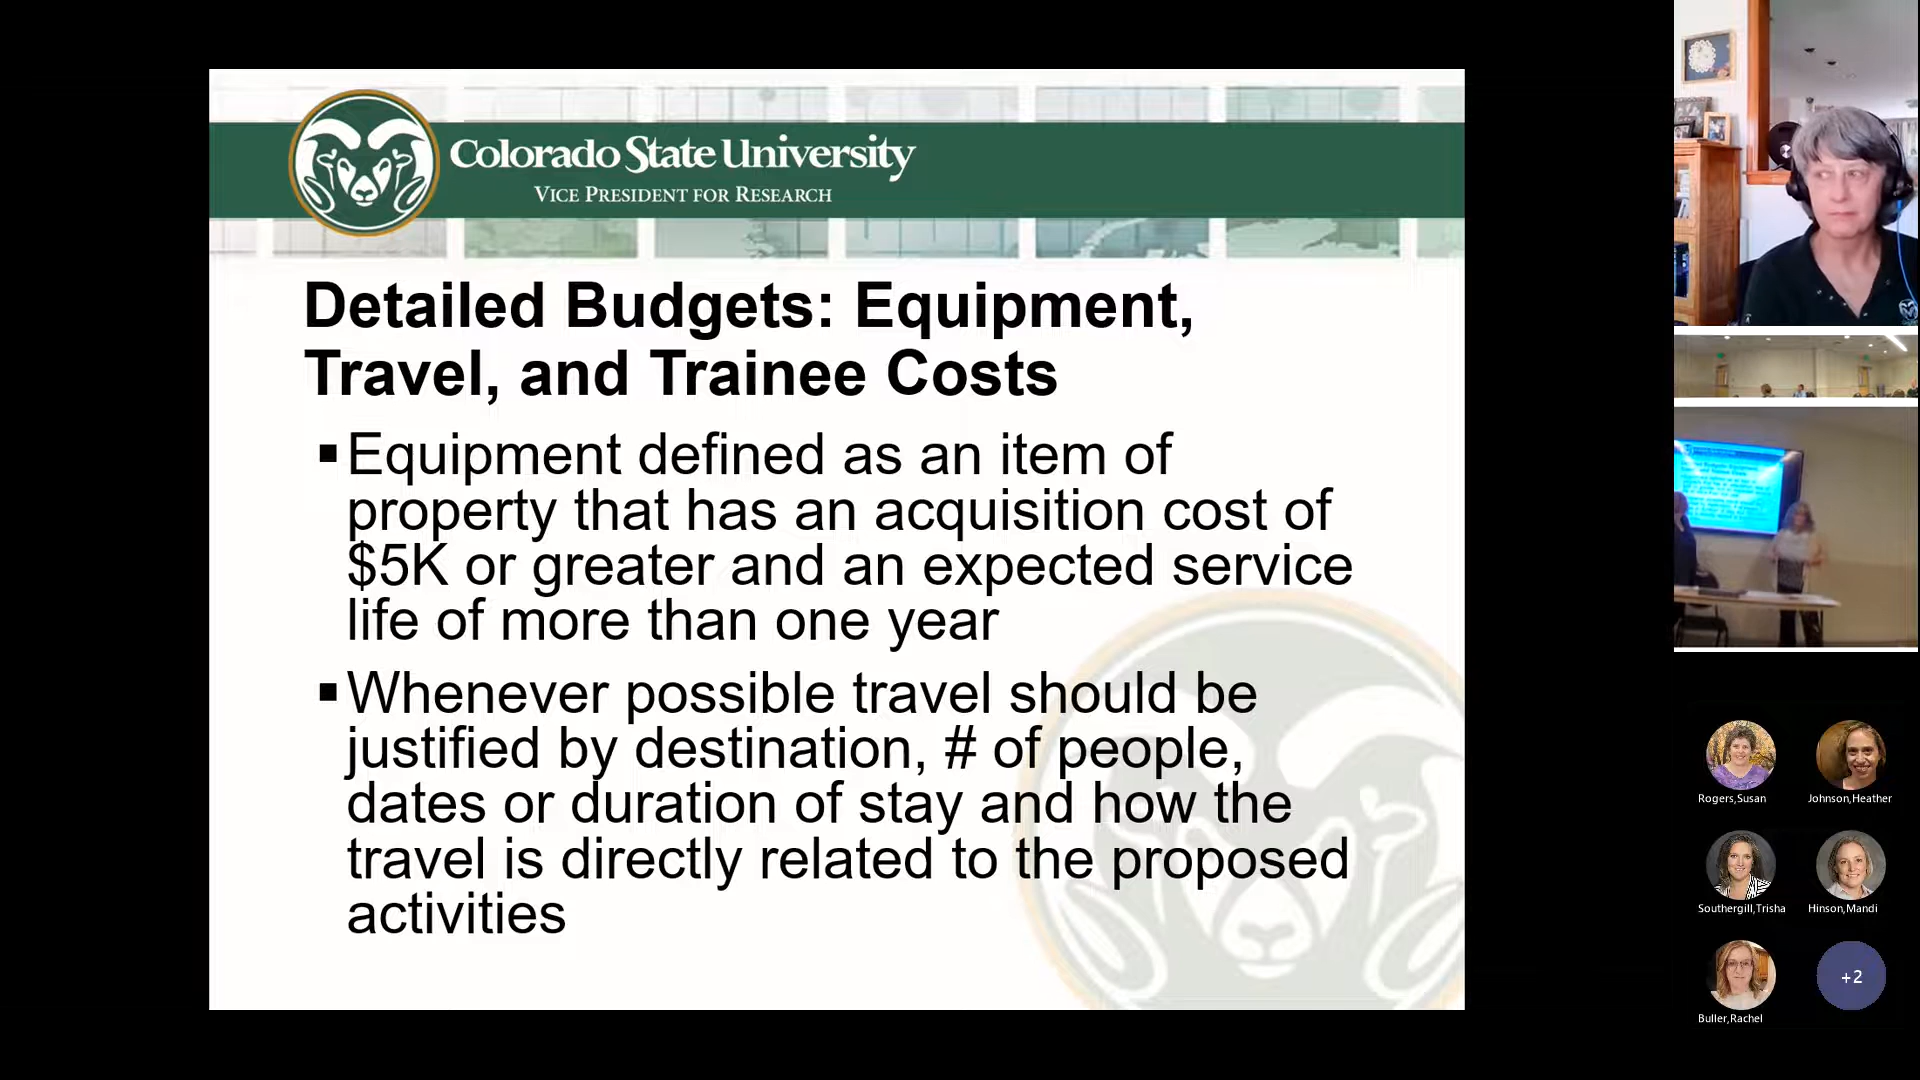 Colorado State University
VICE PRESIDENT FOR RESEARCH
Detailed Budgets: Equipment,
Travel, and Trainee Costs
▪Equipment defined as an item of
property that has an acquisition cost of
$5K or greater and an expected service
life of more than one year
▪Whenever possible travel should be
justified by destination, # of people,
dates or duration of stay and how the
travel is directly related to the proposed
activities
Rogers,Susan
Johnson,Heather
Southergill,Trisha
Hinson,Mandi
Buller,Rachel
+2